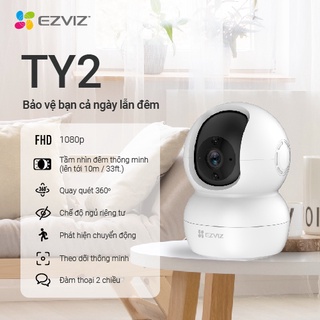 EZVIZ
TY2
Bảo vệ bạn cả ngày lẫn đêm
FHD 1080p
Tầm nhìn đêm thông minh
(lên tới 10m / 33ft.)
360 Quay quét 360º
Chế độ ngủ riêng tư
Phát hiện chuyển động
Theo dõi thông minh
Đàm thoại 2 chiều
EZVIZ